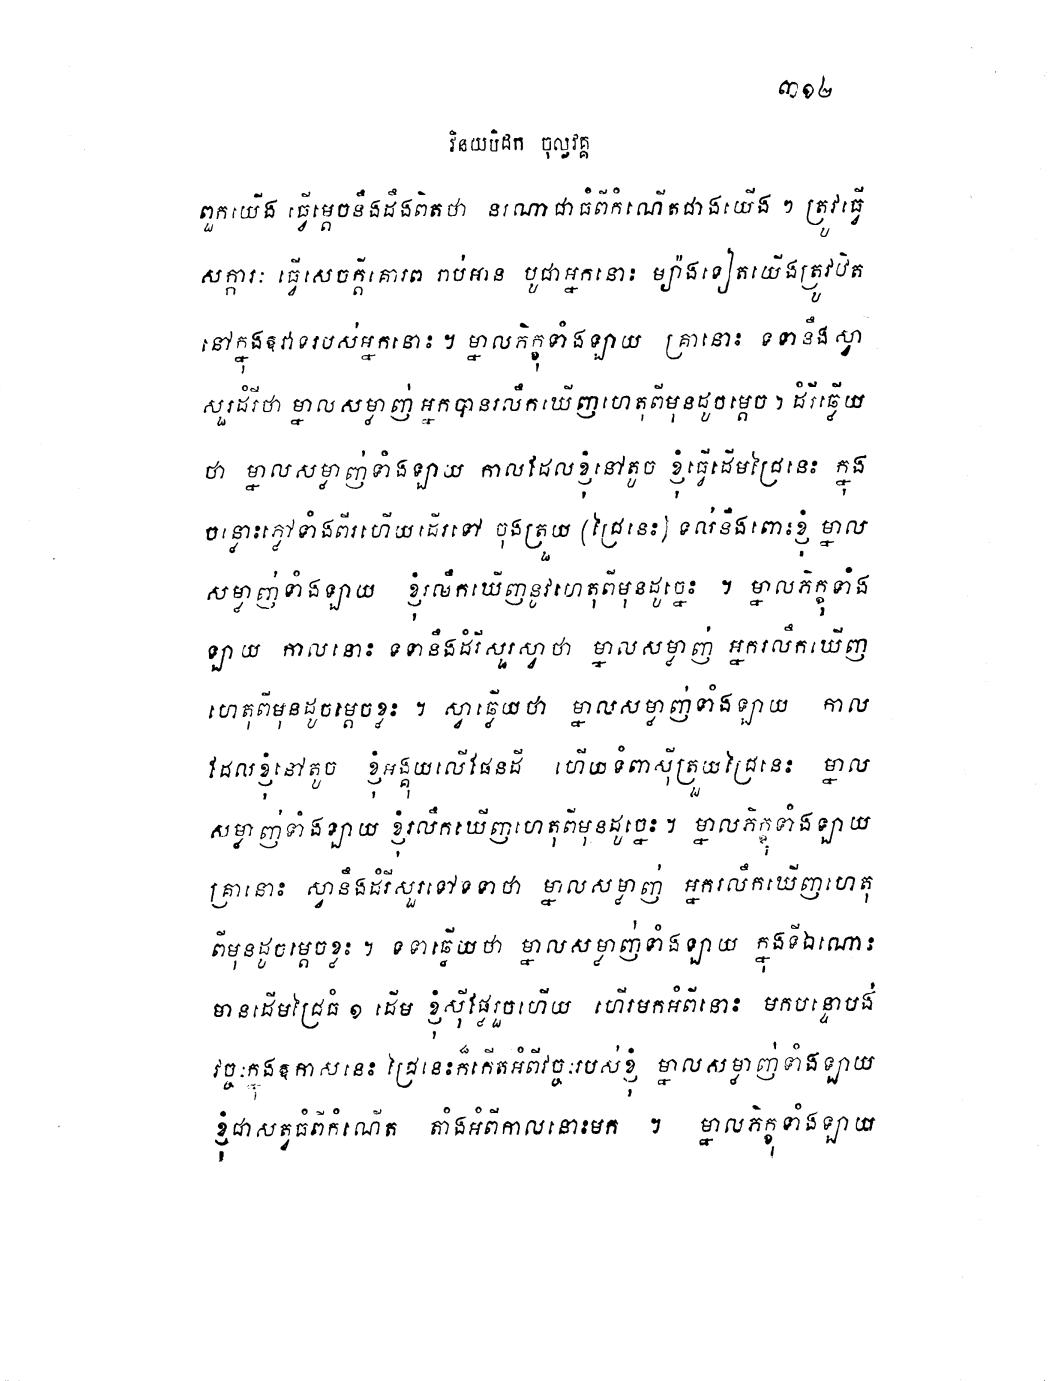 ៣១៤
វិនយបិដក ចុល្លវគ្គ
ពួកយើង ធ្វើម្តេចនឹងដឹងពិតថា នរណាជាធំពីកំណើតជាងយើង ៗ ត្រូវធ្វើ
សក្ការៈ ធ្វើសេចក្តីគោរព រាប់អាន បូជាអ្នកនោះ ម្យ៉ាងទៀតយើងត្រូវឋិត
នៅក្នុងឱវាទរបស់អ្នកនោះ ។ ម្នាលភិក្ខុទាំងឡាយ គ្រានោះ ទទានឹងស្វា
សួរដំរីថា ម្នាលសម្លាញ់ អ្នកបានរលឹកឃើញហេតុពីមុនដូចម្តេច ។ ដំរីឆ្លើយ
ថា ម្នាលសម្លាញ់ទាំងឡាយ កាលដែលខ្ញុំនៅតូច ខ្ញុំធ្វើដើមជ្រៃនេះ ក្នុង
ចន្លោះភ្លៅទាំងពីរហើយដើរទៅ ចុងត្រួយ (ជ្រៃនេះ) ទល់នឹងពោះខ្ញុំ ម្នាល
សម្លាញ់ទាំងឡាយ ខ្ញុំរលឹកឃើញនូវហេតុពីមុនដូច្នេះ ។ ម្នាលភិក្ខុទាំង
ឡាយ កាលនោះ ទទានឹងដំរីសួរស្វាថា ម្នាលសម្លាញ់ អ្នករលឹកឃើញ
ហេតុពីមុនដូចម្តេចខ្លះ ។ ស្វាឆ្លើយថា ម្នាលសម្លាញ់ទាំងឡាយ កាល
ដែលខ្ញុំនៅតូច ខ្ញុំអង្គុយលើផែនដី ហើយទំពាស៊ីត្រួយជ្រៃនេះ ម្នាល
សម្លាញ់ទាំងឡាយ ខ្ញុំរលឹកឃើញហេតុពីមុនដូច្នេះ ។ ម្នាលភិក្ខុទាំងឡាយ
គ្រានោះ ស្វានឹងដំរីសួរទៅទទាថា ម្នាលសម្លាញ់ អ្នករលឹកឃើញហេតុ
ពីមុនដូចម្តេចខ្លះ ។ ទទាឆ្លើយថា ម្នាលសម្លាញ់ទាំងឡាយ ក្នុងទីឯណោះ
មានដើមជ្រៃធំ ១ ដើម ខ្ញុំស៊ីផ្លែរួចហើយ ហើរមកអំពីនោះ មកបន្ទោបង់
វច្ចៈក្នុងឱកាសនេះ ជ្រៃនេះក៏កើតអំពីវច្ចៈរបស់ខ្ញុំ ម្នាលសម្លាញ់ទាំងឡាយ
ខ្ញុំជាសត្វធំពីកំណើត តាំងអំពីកាលនោះមក ។ ម្នាលភិក្ខុទាំងឡាយ